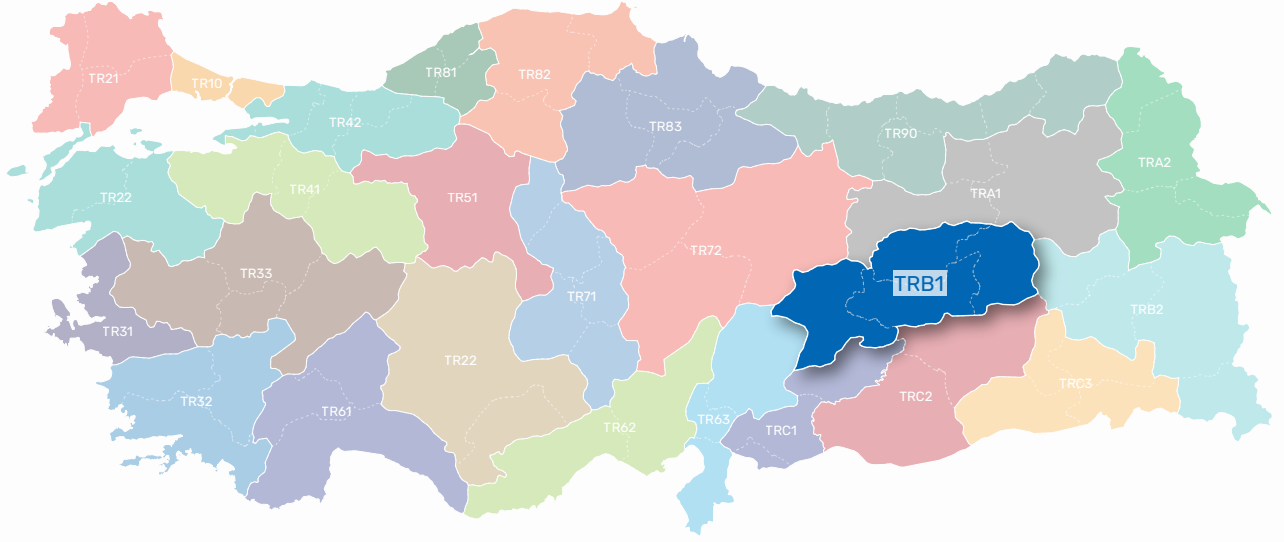 TR21
TR10
TR81
TR82
TR42
TR83
TR90
TRA2
TR22
TR41
TR51
TRA1
TR33
TR72
TRB1
TR71
TR31
TRB2
TR22
TR32
TR61
TRC3
TRC2
TR62
TR63
TRC1